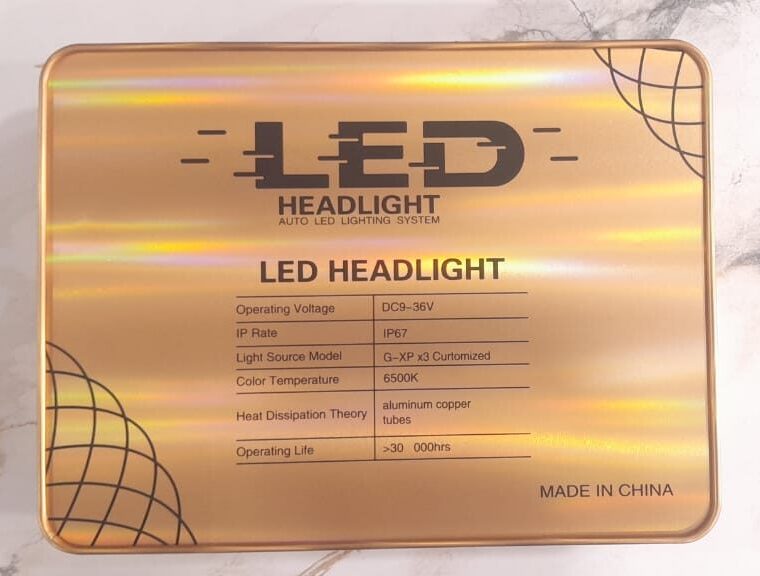 LED
HEADLIGHT
AUTO LED LIGHTING SYSTEM
LED HEADLIGHT
Operating Voltage DC9-36V
IP Rate IP67
Light Source Model G-XP x3 Curtomized
Color Temperature 6500K
Heat Dissipation Theory aluminum copper
tubes
Operating Life >30 000hrs
MADE IN CHINA